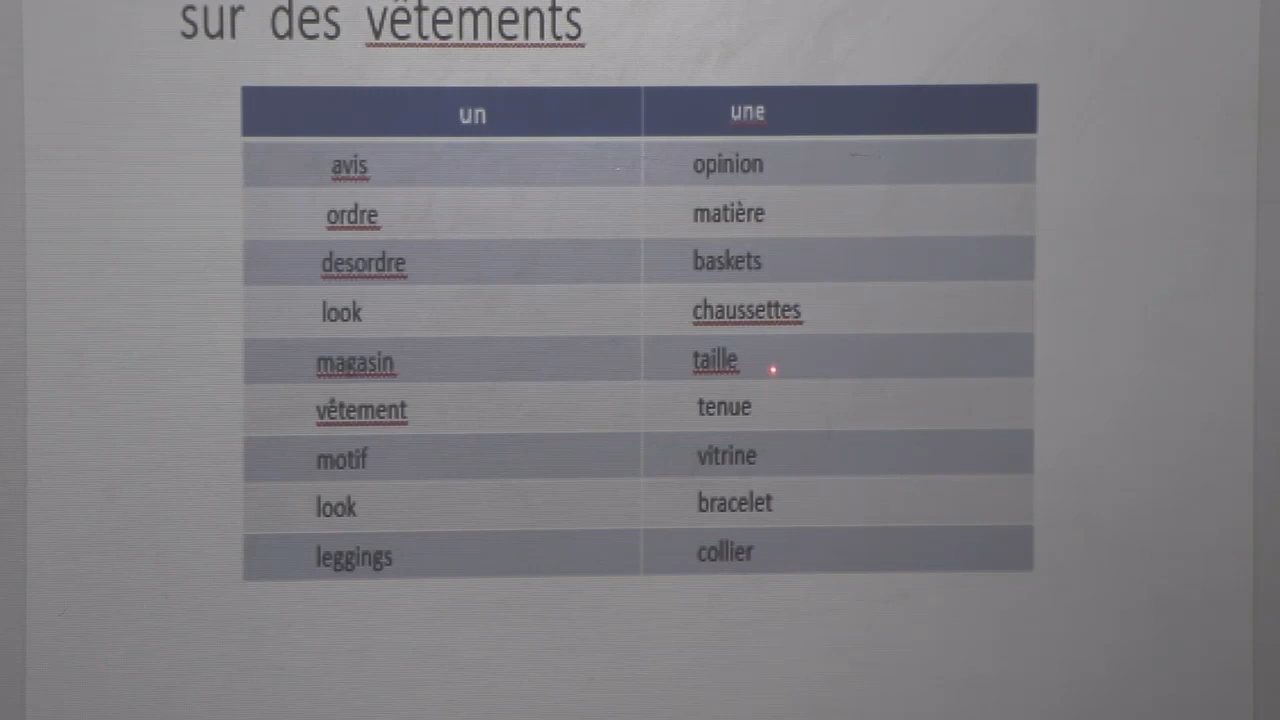 sur des vêtements
un une
avis opinion
ordre matière
desordre baskets
look chaussettes
magasin taille
vêtement tenue
motif vitrine
look bracelet
leggings collier